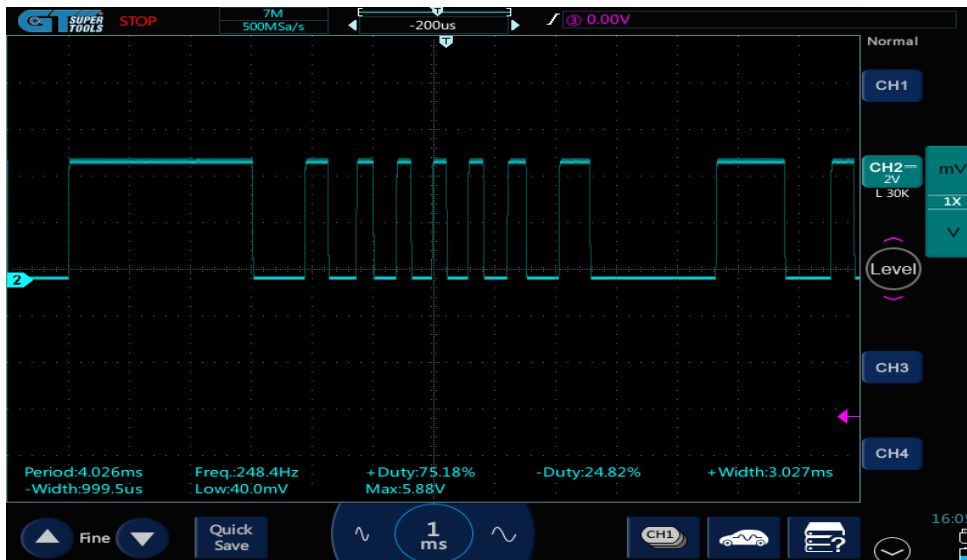 GT SUPER TOOLS STOP
7M
500MSa/s
T
-200us
③ 0.00V
T
Normal
CH1
CH2
2V
L 30K
mV
1X
V
2
Level
CH3
CH4
Period:4.026ms Freq.:248.4Hz +Duty:75.18% -Duty:24.82% +Width:3.027ms
-Width:999.5us Low:40.0mV Max:5.88V
Fine
Quick
Save
1
ms
CH1
?